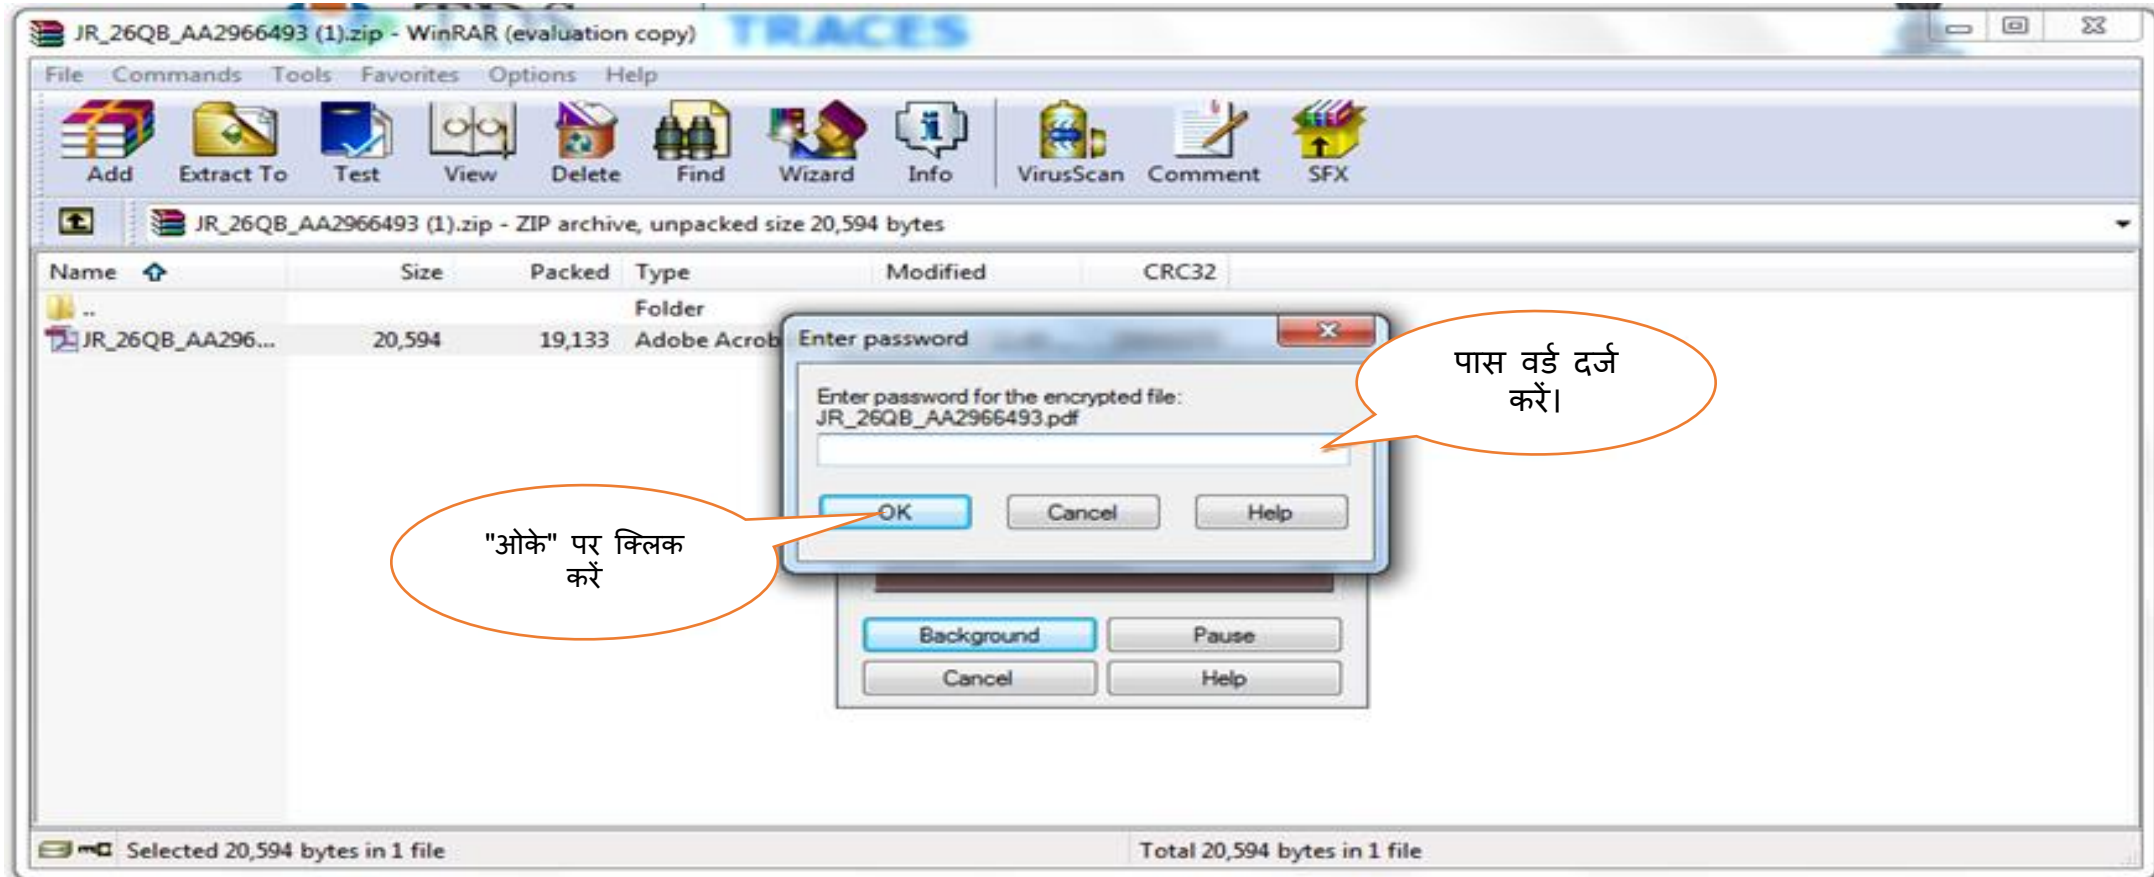 TDS
TRACES
JR_26QB_AA2966493 (1).zip - WinRAR (evaluation copy)
File Commands Tools Favorites Options Help
Add Extract To Test View Delete Find Wizard Info VirusScan Comment SFX
JR_26QB_AA2966493 (1).zip - ZIP archive, unpacked size 20,594 bytes
Name Size Packed Type Modified CRC32
.. Folder
JR_26QB_AA296... 20,594 19,133 Adobe Acrob
Enter password
Enter password for the encrypted file:
JR_26QB_AA2966493.pdf
पास वर्ड दर्ज
करें।
OK Cancel Help
"ओके" पर क्लिक
करें
Background Pause
Cancel Help
Selected 20,594 bytes in 1 file Total 20,594 bytes in 1 file